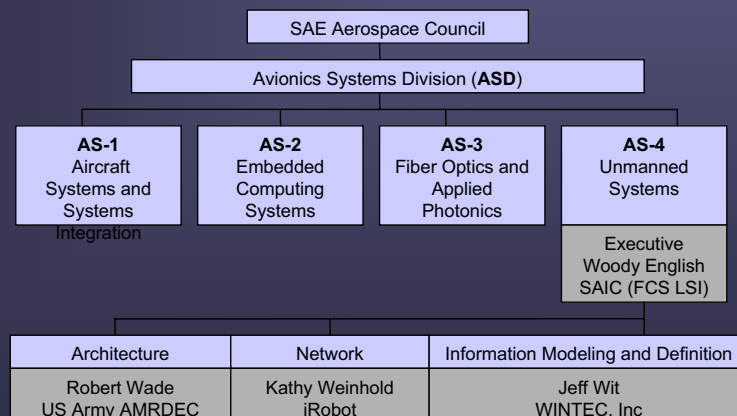 SAE Aerospace Council
Avionics Systems Division (ASD)
AS-1
Aircraft
Systems and
Systems
Integration
AS-2
Embedded
Computing
Systems
AS-3
Fiber Optics and
Applied
Photonics
AS-4
Unmanned
Systems
Executive
Woody English
SAIC (FCS LSI)
Architecture
Robert Wade
US Army AMRDEC
Network
Kathy Weinhold
iRobot
Information Modeling and Definition
Jeff Wit
WINTEC, Inc